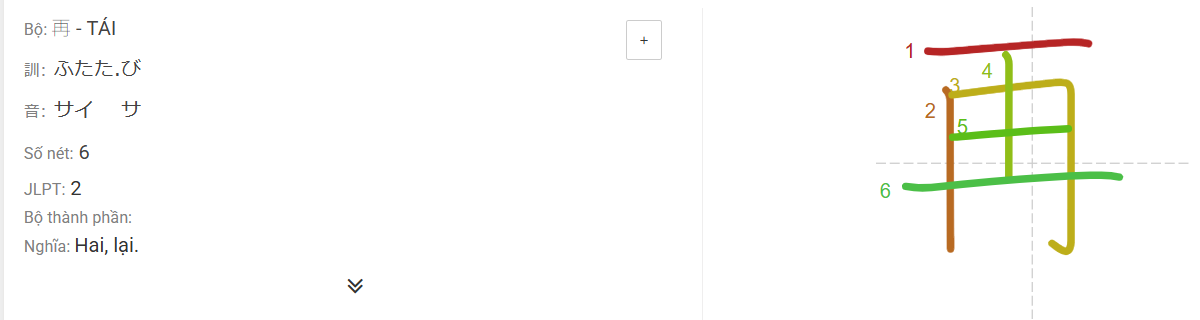 Bộ: 再 - TÁI
+
訓: ふたた.び
音: サイ サ
Số nét: 6
JLPT: 2
Bộ thành phần:
Nghĩa: Hai, lại.
1
2
3
4
5
6